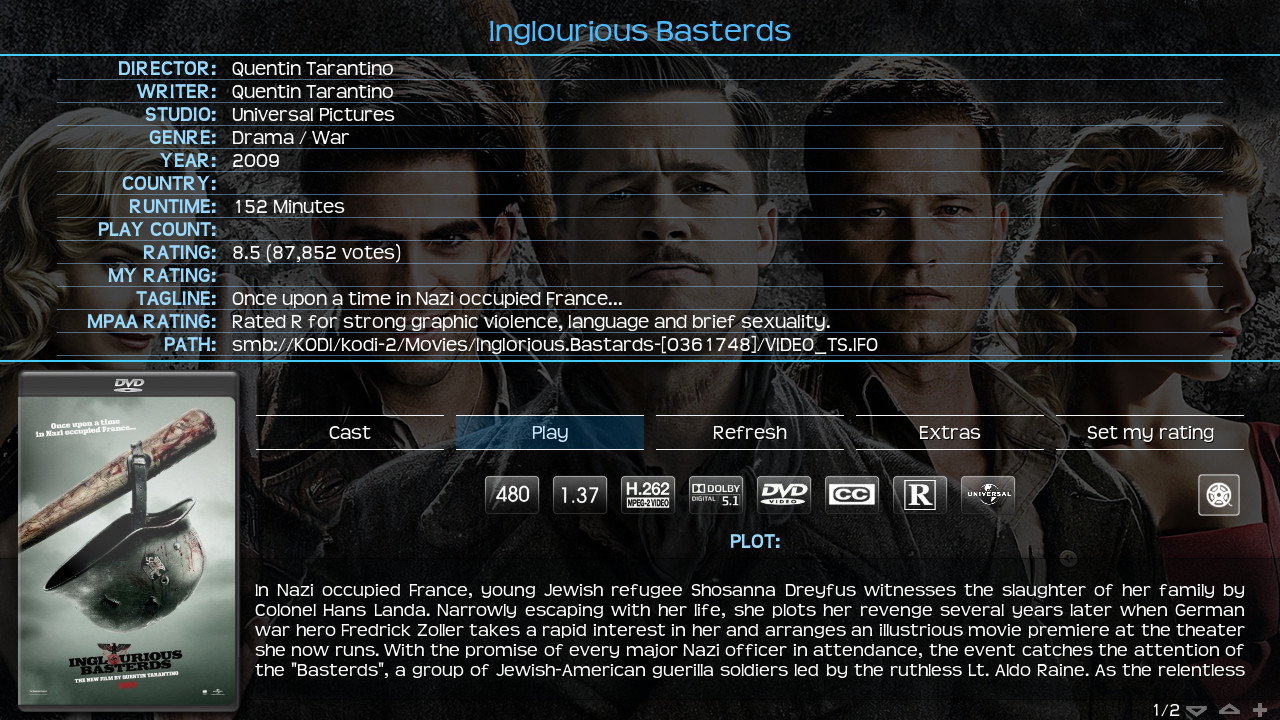 Inglourious Basterds
DIRECTOR: Quentin Tarantino
WRITER: Quentin Tarantino
STUDIO: Universal Pictures
GENRE: Drama / War
YEAR: 2009
COUNTRY:
RUNTIME: 152 Minutes
PLAY COUNT:
RATING: 8.5 (87,852 votes)
MY RATING:
TAGLINE: Once upon a time in Nazi occupied France...
MPAA RATING: Rated R for strong graphic violence, language and brief sexuality.
PATH: smb://KODI/kodi-2/Movies/Inglorious.Bastards-[0361748]/VIDEO_TS.IFO
DVD
Once upon a time
in Nazi occupied France...
INGLOURIOUS
BASTERDS
THE NEW FILM BY QUENTIN TARANTINO
Cast Play Refresh Extras Set my rating
480 1.37 H.262 MPEG-2 VIDEO DOLBY DIGITAL 5.1 DVD VIDEO CC R UNIVERSAL
PLOT:
In Nazi occupied France, young Jewish refugee Shosanna Dreyfus witnesses the slaughter of her family by
Colonel Hans Landa. Narrowly escaping with her life, she plots her revenge several years later when German
war hero Fredrick Zoller takes a rapid interest in her and arranges an illustrious movie premiere at the theater
she now runs. With the promise of every major Nazi officer in attendance, the event catches the attention of
the "Basterds", a group of Jewish-American guerilla soldiers led by the ruthless Lt. Aldo Raine. As the relentless
1/2